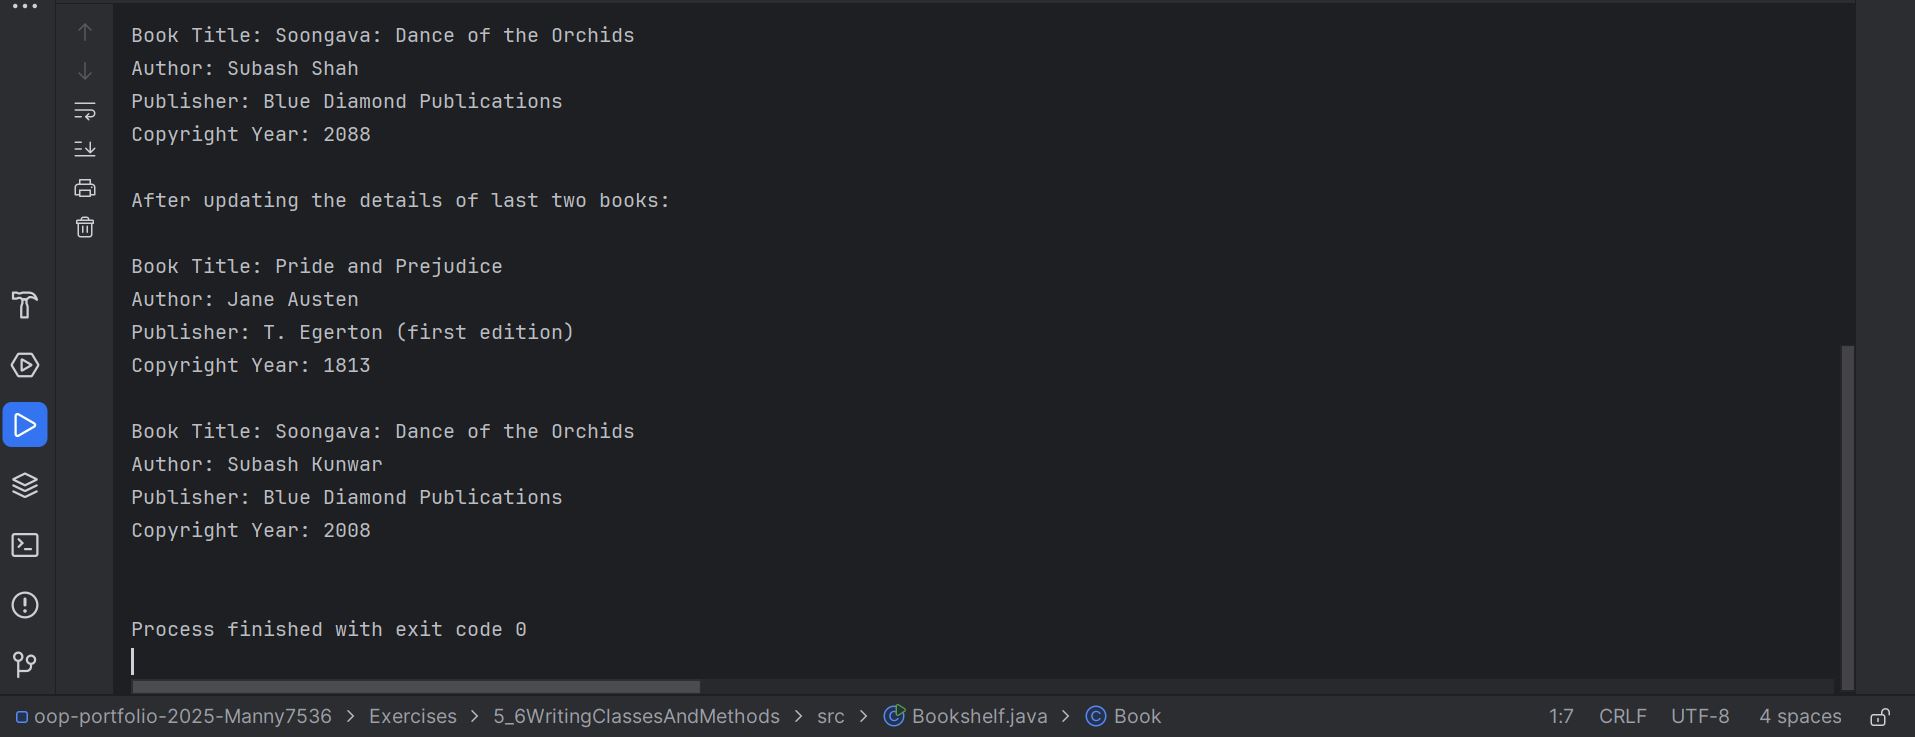 Book Title: Soongava: Dance of the Orchids
Author: Subash Shah
Publisher: Blue Diamond Publications
Copyright Year: 2088
After updating the details of last two books:
Book Title: Pride and Prejudice
Author: Jane Austen
Publisher: T. Egerton (first edition)
Copyright Year: 1813
Book Title: Soongava: Dance of the Orchids
Author: Subash Kunwar
Publisher: Blue Diamond Publications
Copyright Year: 2008
Process finished with exit code 0
oop-portfolio-2025-Manny7536 > Exercises > 5_6WritingClassesAndMethods > src > Bookshelf.java > Book 1:7 CRLF UTF-8 4 spaces